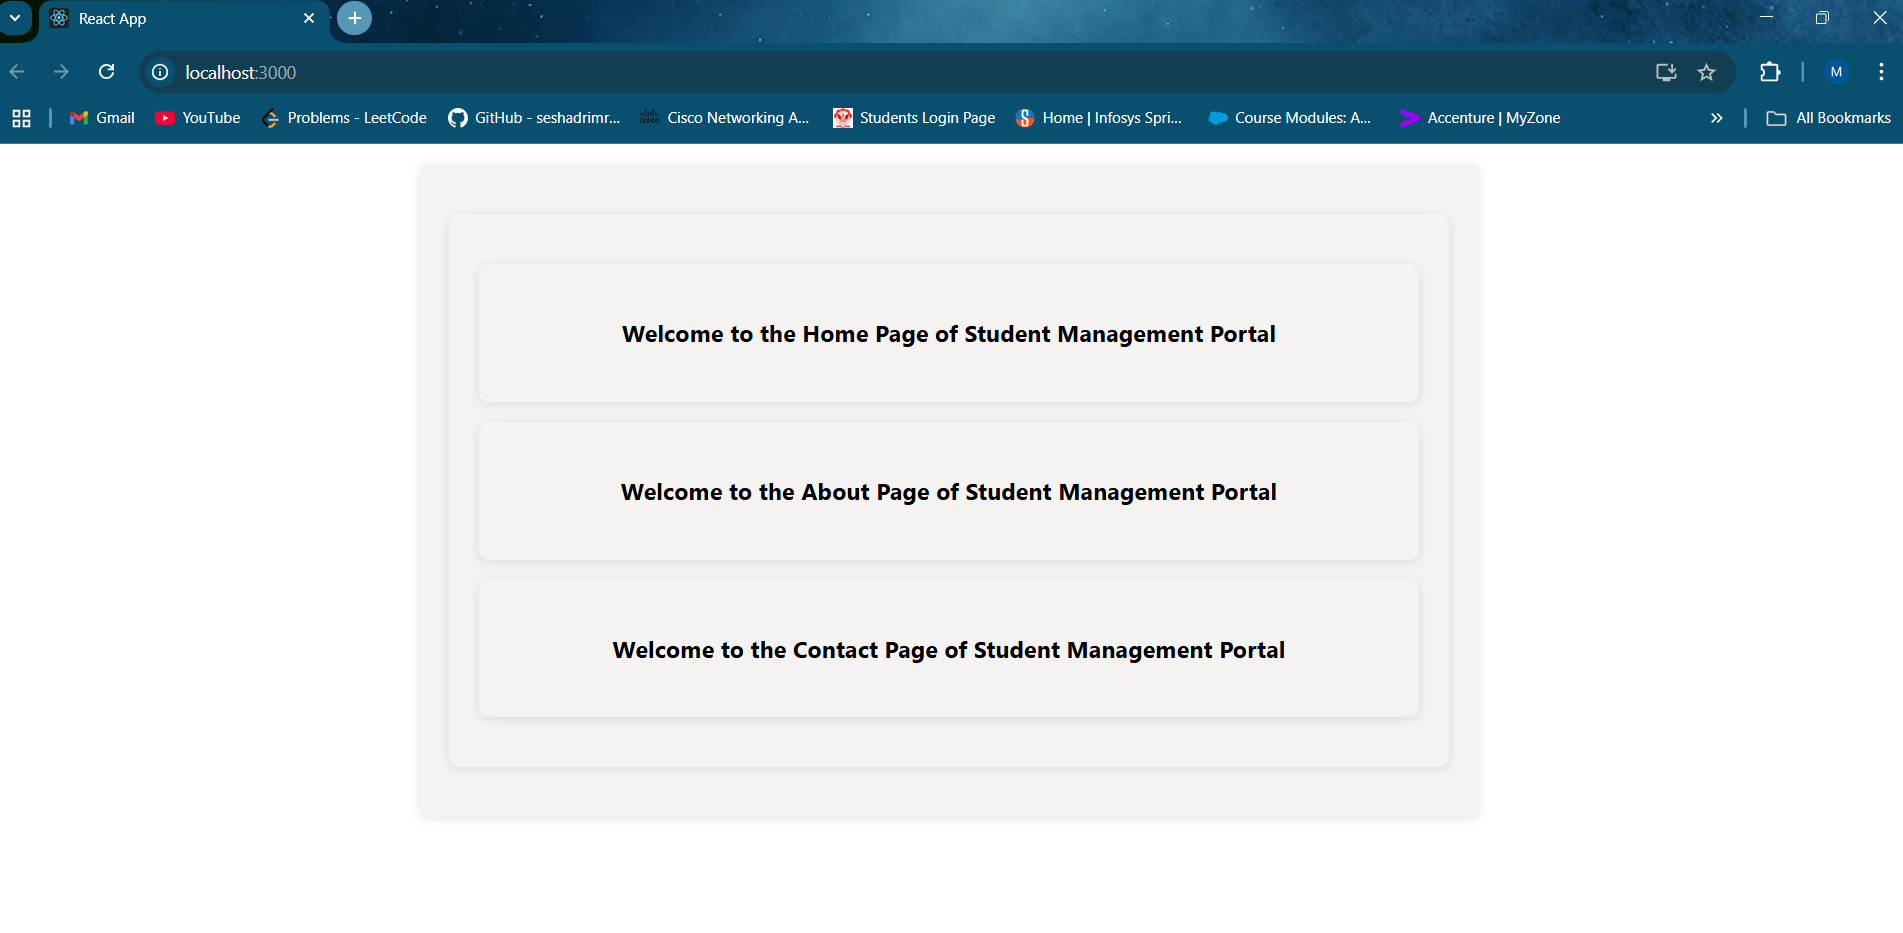 React App
localhost:3000
M
Gmail
YouTube
Problems - LeetCode
GitHub - seshadrimr...
cisco
Cisco Networking A...
Students Login Page
Home | Infosys Spri...
Course Modules: A...
Accenture | MyZone
All Bookmarks
Welcome to the Home Page of Student Management Portal
Welcome to the About Page of Student Management Portal
Welcome to the Contact Page of Student Management Portal